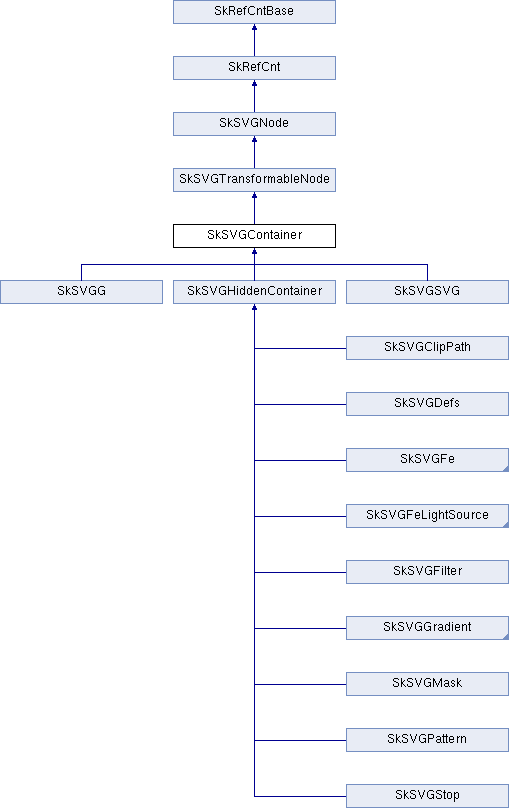 SkRefCntBase
SkRefCnt
SkSVGNode
SkSVGTransformableNode
SkSVGContainer
SkSVGG
SkSVGHiddenContainer
SkSVGSVG
SkSVGClipPath
SkSVGDefs
SkSVGFe
SkSVGFeLightSource
SkSVGFilter
SkSVGGradient
SkSVGMask
SkSVGPattern
SkSVGStop